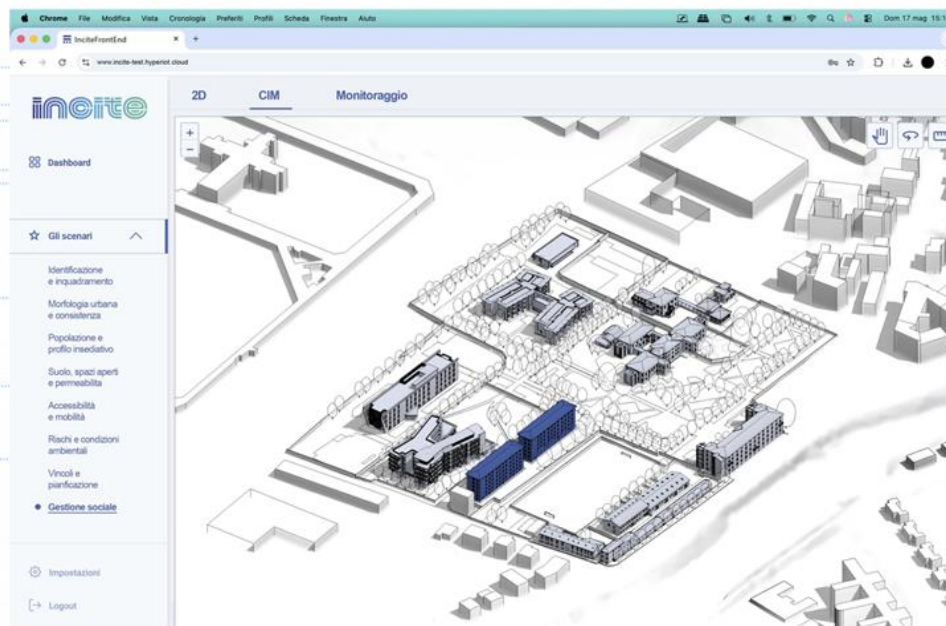 Chrome File Modifica Vista Cronologia Preferiti Profili Scheda Finestra Aiuto
Dom 17 mag
InciteFrontEnd
www.incite-test.hyperiot.cloud
incite
2D CIM Monitoraggio
Dashboard
Gli scenari
Identificazione
e inquadramento
Morfologia urbana
e consistenza
Popolazione e
profilo insediativo
Suolo, spazi aperti
e permeabilita
Accessibilità
e mobilità
Rischi e condizioni
ambientali
Vincoli e
pianificazione
Gestione sociale
Impostazioni
Logout